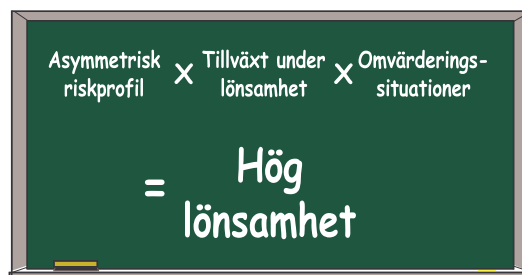 Asymmetrisk x Tillväxt under x Omvärderings-
riskprofil lönsamhet situationer
= Hög
lönsamhet